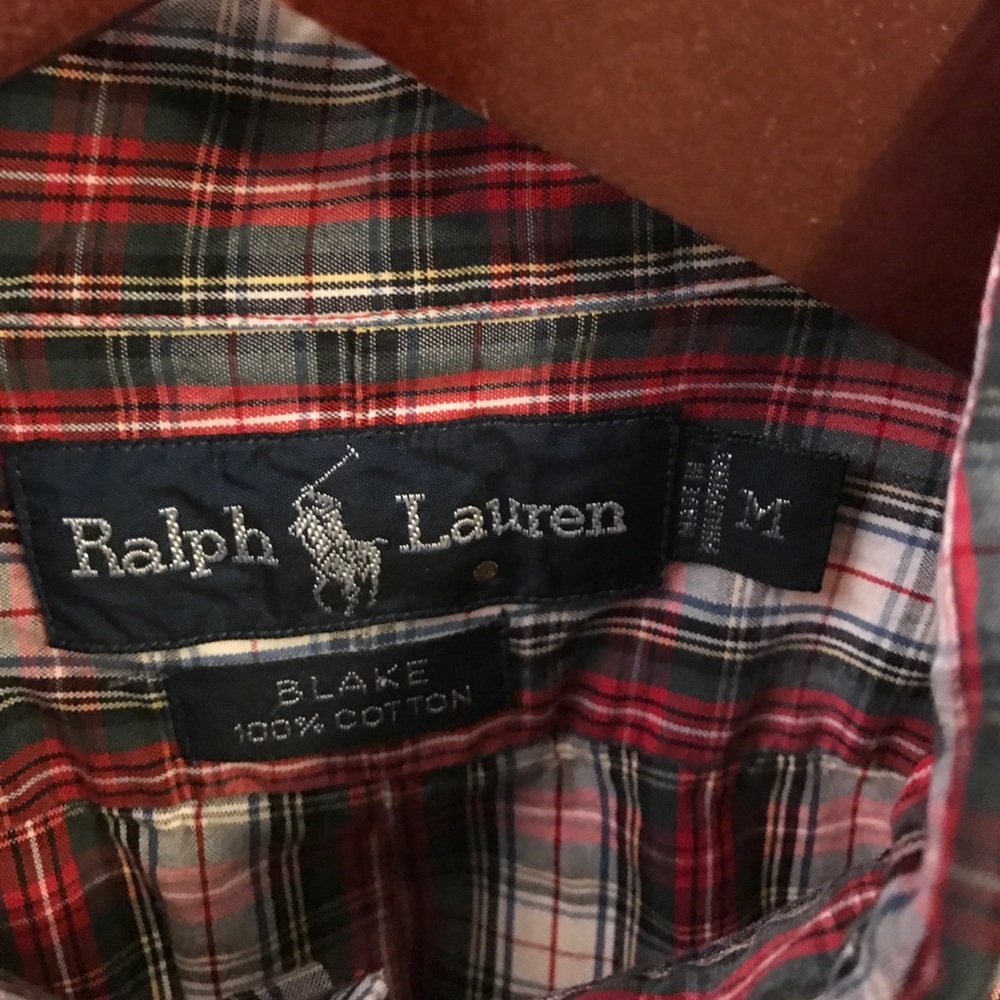 Ralph Lauren
M
BLAKE
100% COTTON